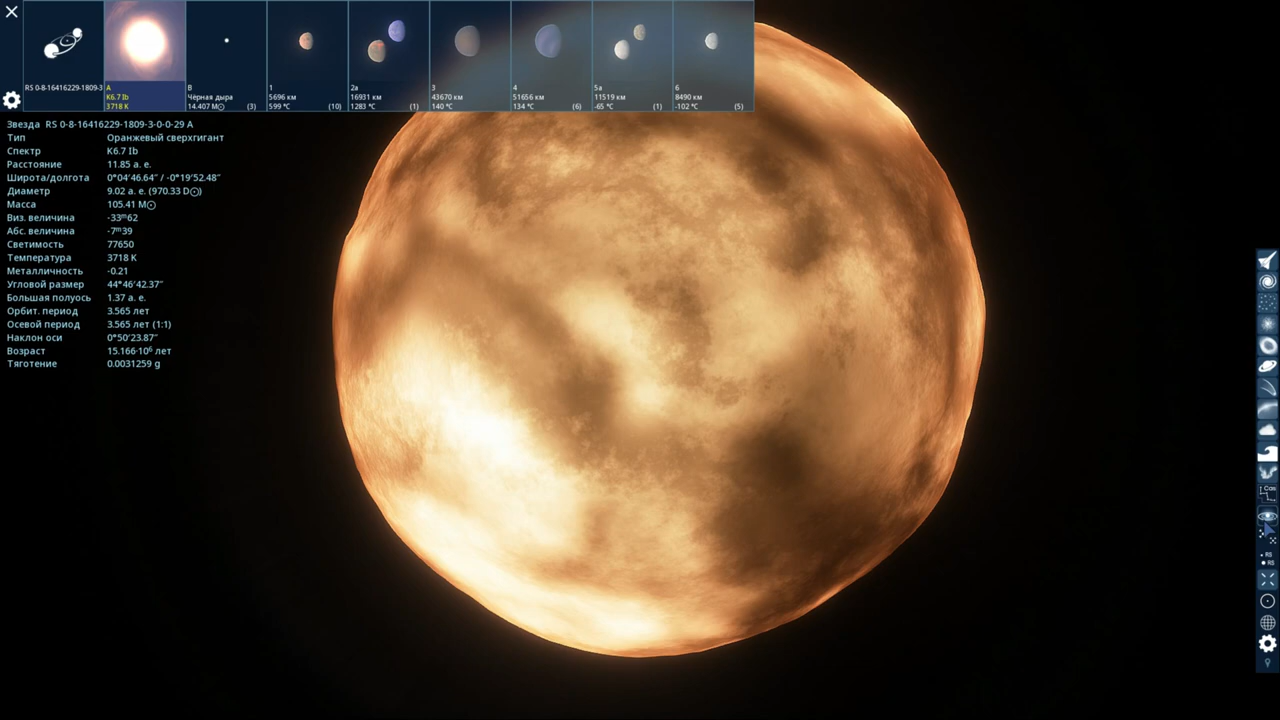 RS 0-8-16416229-1809-3
A
K6.7 Ib
3718 K
B
Чёрная дыра
14.407 M☉ (3)
1
5696 км
599 °C (10)
2a
16931 км
1283 °C (1)
3
43670 км
140 °C
4
51656 км
134 °C (6)
5a
11519 км
-65 °C (1)
6
8490 км
-102 °C (5)
Звезда RS 0-8-16416229-1809-3-0-0-29 A
Тип Оранжевый сверхгигант
Спектр K6.7 Ib
Расстояние 11.85 а. е.
Широта/долгота 0°04′46.64″ / -0°19′52.48″
Диаметр 9.02 а. е. (970.33 D☉)
Масса 105.41 M☉
Виз. величина -33ᵐ62
Абс. величина -7ᵐ39
Светимость 77650
Температура 3718 K
Металличность -0.21
Угловой размер 44°46′42.37″
Большая полуось 1.37 а. е.
Орбит. период 3.565 лет
Осевой период 3.565 лет (1:1)
Наклон оси 0°50′23.87″
Возраст 15.166·10⁶ лет
Тяготение 0.0031259 g
RS
RS